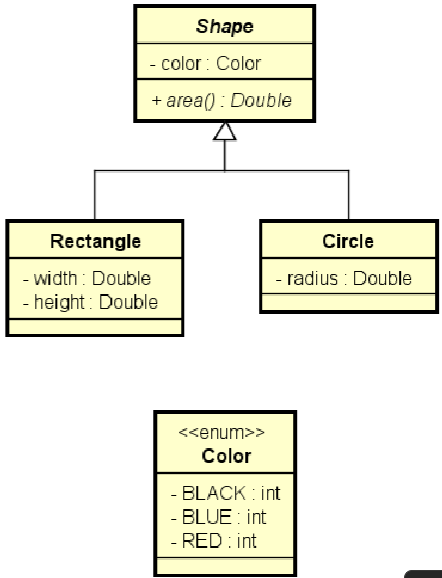 Shape
- color : Color
+ area() : Double
Rectangle
- width : Double
- height : Double
Circle
- radius : Double
<<enum>>
Color
- BLACK : int
- BLUE : int
- RED : int